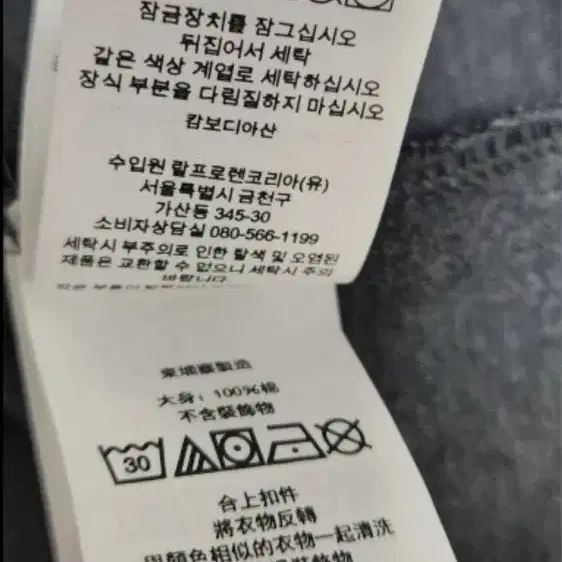 잠금장치를 잠그십시오
뒤집어서 세탁
같은 색상 계열로 세탁하십시오
장식 부분을 다림질하지 마십시오
캄보디아산
수입원 랄프로렌코리아(유)
서울특별시 금천구
가산동 345-30
소비자상담실 080-566-1199
세탁시 부주의로 인한 탈색 및 오염된
제품은 교환할 수 없으니 세탁시 주의
바랍니다
柬埔寨製造
大身: 100%棉
不含裝飾物
30
合上扣件
將衣物反轉
與顏色相似的衣物一起清洗
裝飾物